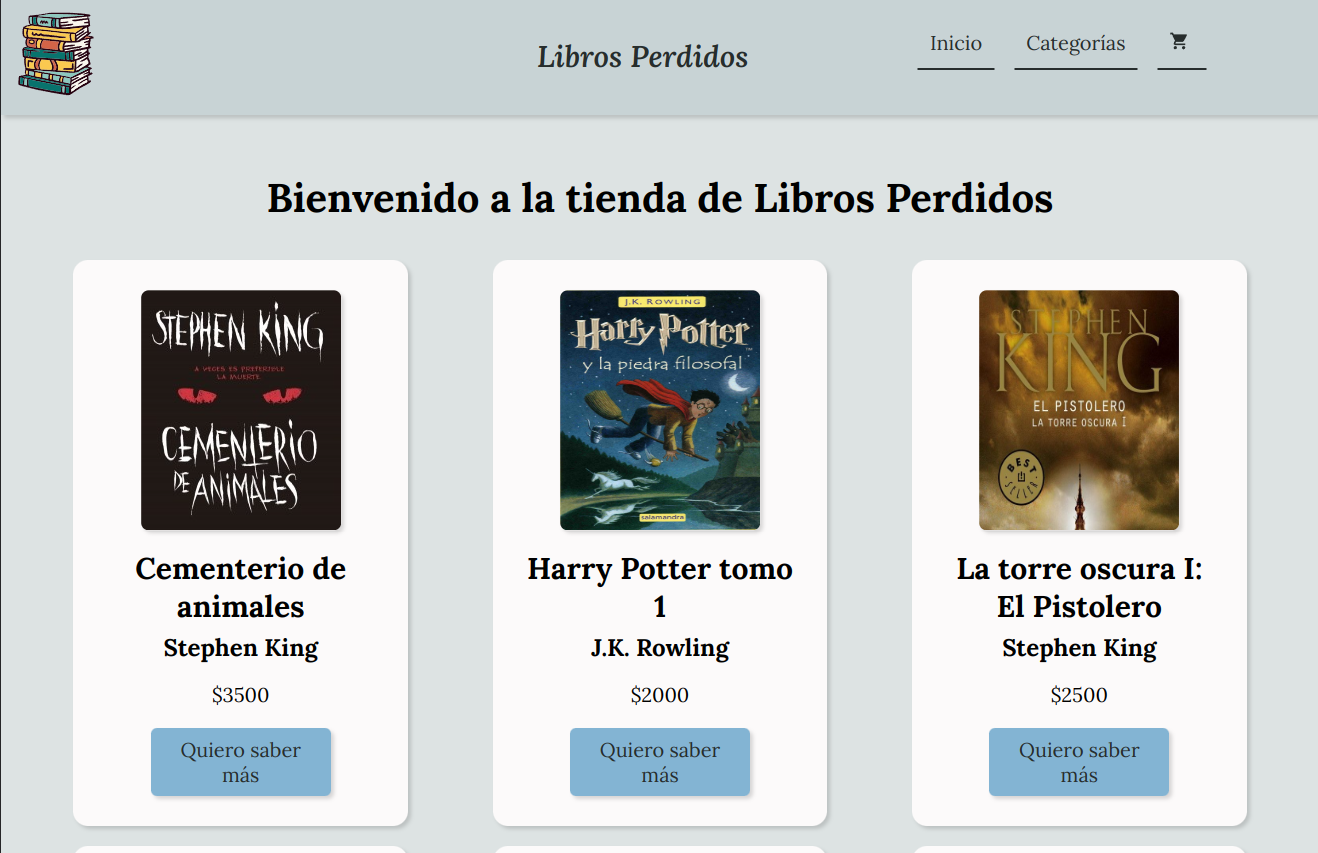 Libros Perdidos
Inicio
Categorías
Bienvenido a la tienda de Libros Perdidos
STEPHEN KING
A VECES ES PREFERIBLE
LA MUERTE.
CEMENTERIO
DE ANIMALES
Cementerio de
animales
Stephen King
$3500
Quiero saber
más
J.K. ROWLING
Harry Potter
y la piedra filosofal
salamandra
Harry Potter tomo
1
J.K. Rowling
$2000
Quiero saber
más
STEPHEN
KING
EL PISTOLERO
LA TORRE OSCURA I
BEST
SELLER
La torre oscura I:
El Pistolero
Stephen King
$2500
Quiero saber
más